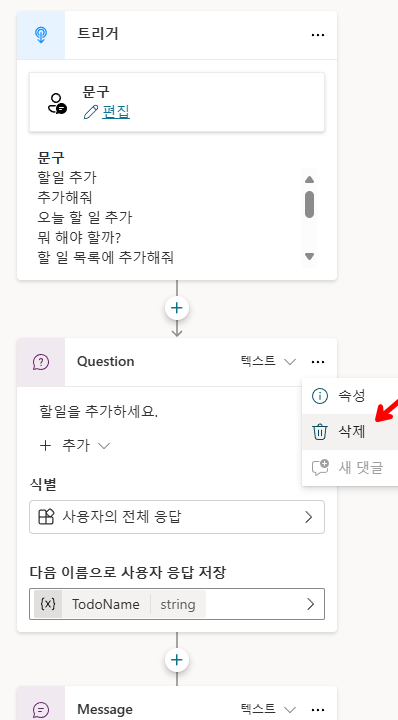 트리거
문구
편집
문구
할일 추가
추가해줘
오늘 할 일 추가
뭐 해야 할까?
할 일 목록에 추가해줘
Question 텍스트
속성
할일을 추가하세요.
삭제
추가
새 댓글
식별
사용자의 전체 응답
다음 이름으로 사용자 응답 저장
{x} TodoName string
Message 텍스트